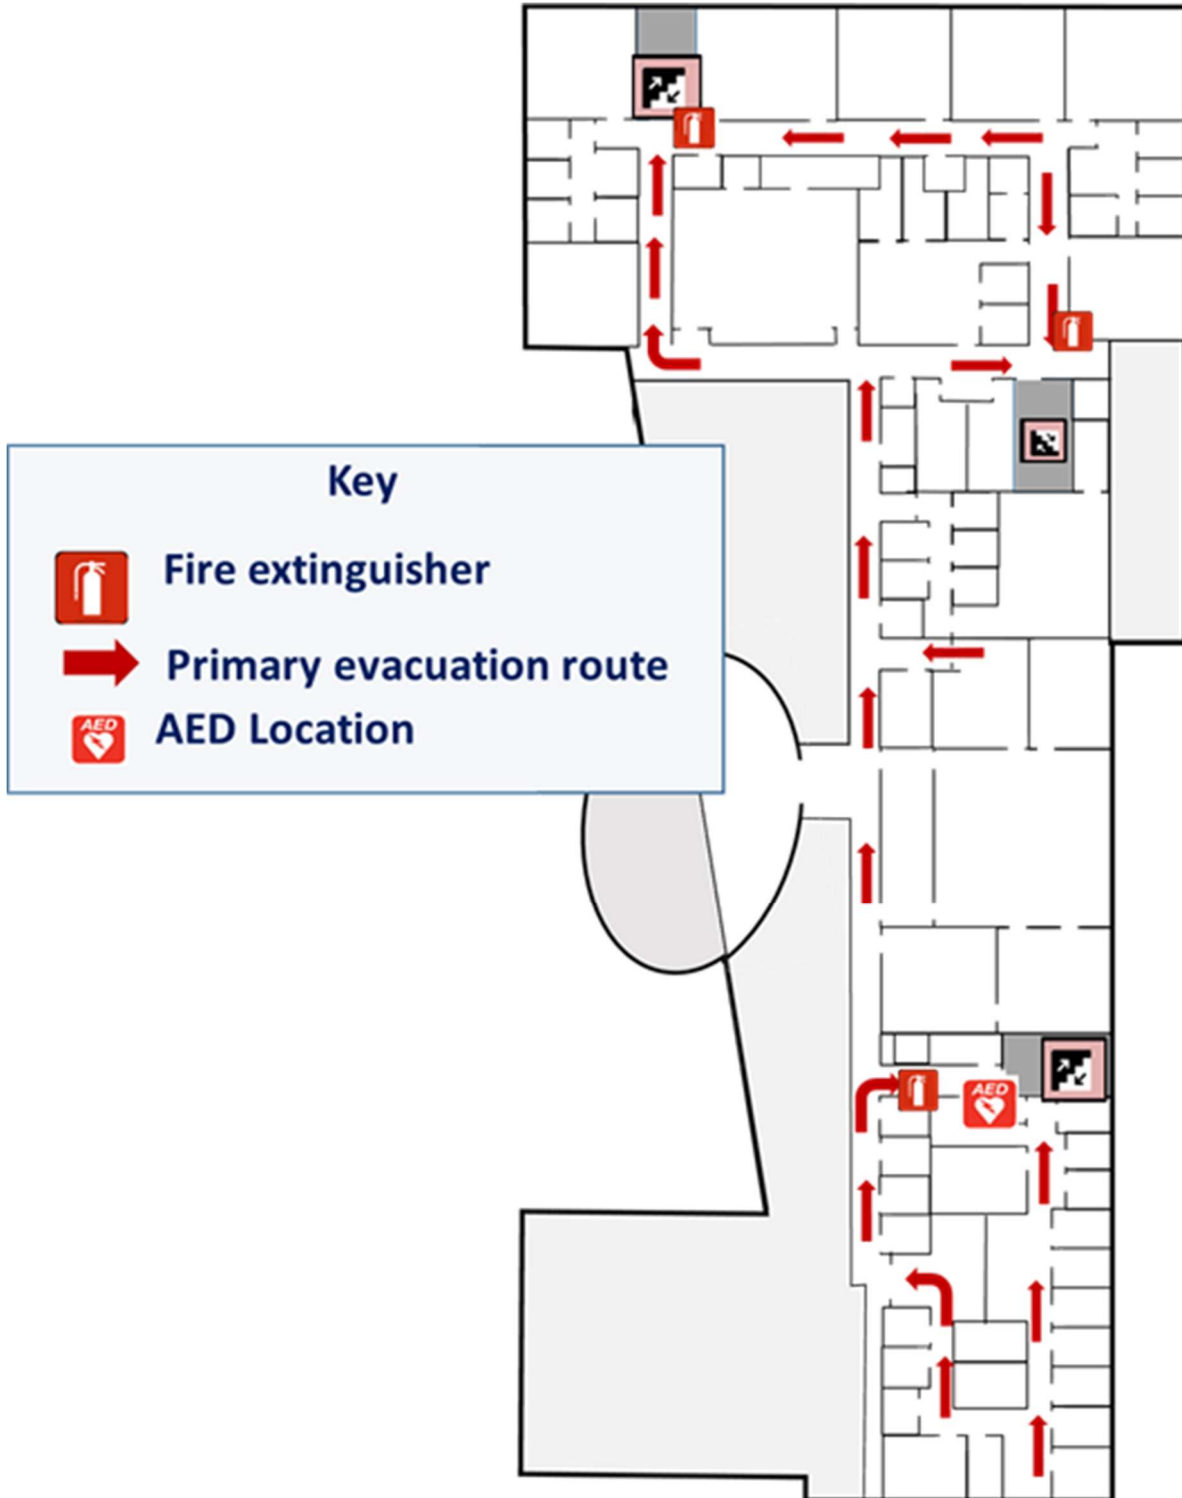 Key
Fire extinguisher
Primary evacuation route
AED
AED Location
AED